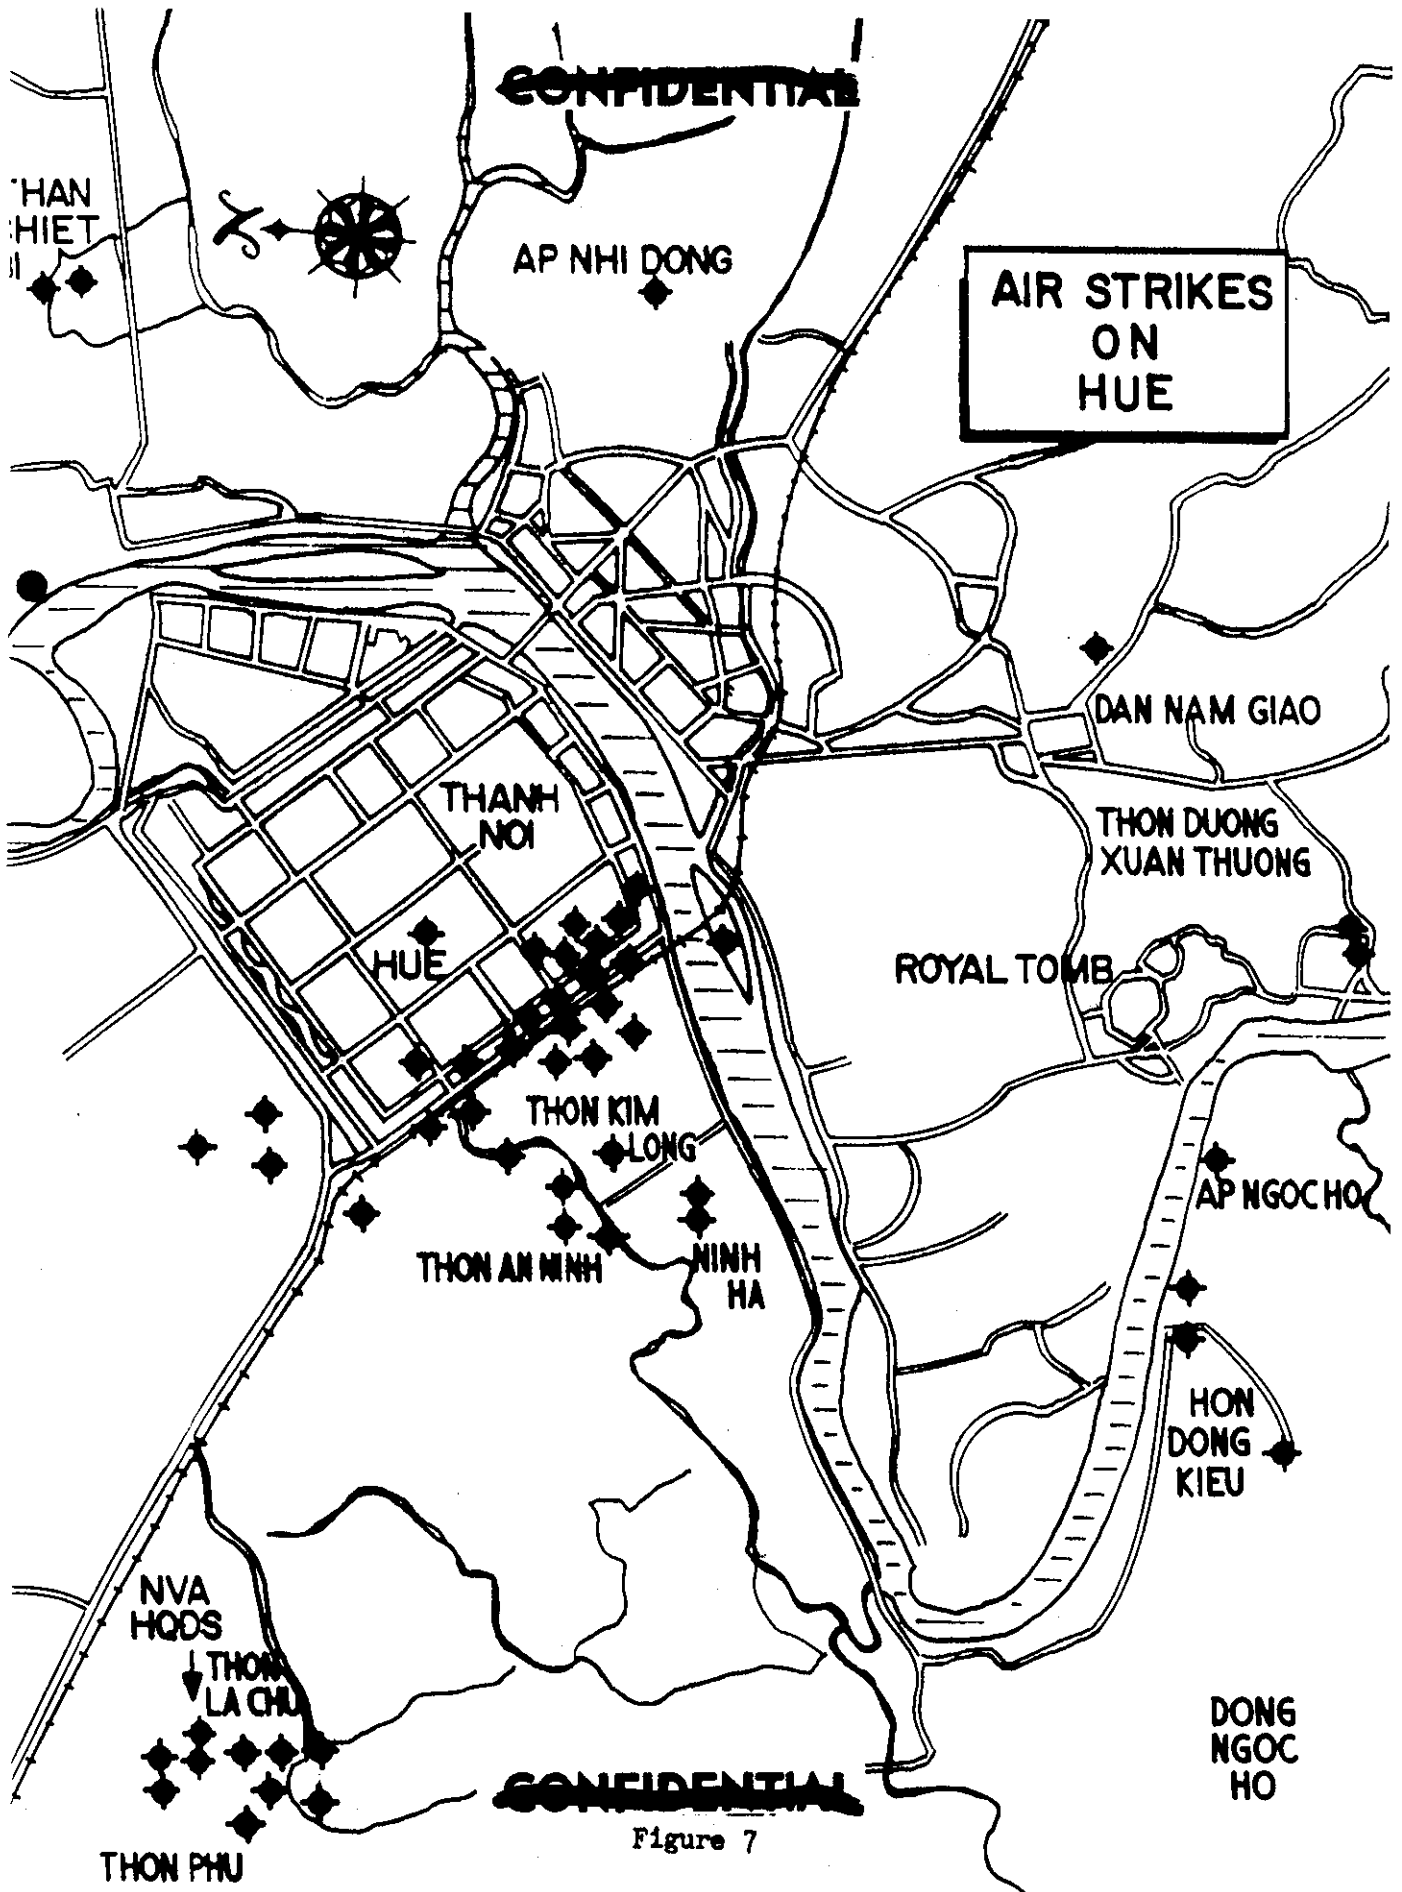 CONFIDENTIAL
HAN
HIET
N
AP NHI DONG
AIR STRIKES
ON
HUE
DAN NAM GIAO
THANH
NOI
THON DUONG
XUAN THUONG
HUE
ROYAL TOMB
THON KIM
LONG
AP NGOC HO
THON AN NINH
NINH
HA
HON
DONG
KIEU
NVA
HQDS
THON
LA CHU
DONG
NGOC
HO
CONFIDENTIAL
Figure 7
THON PHU